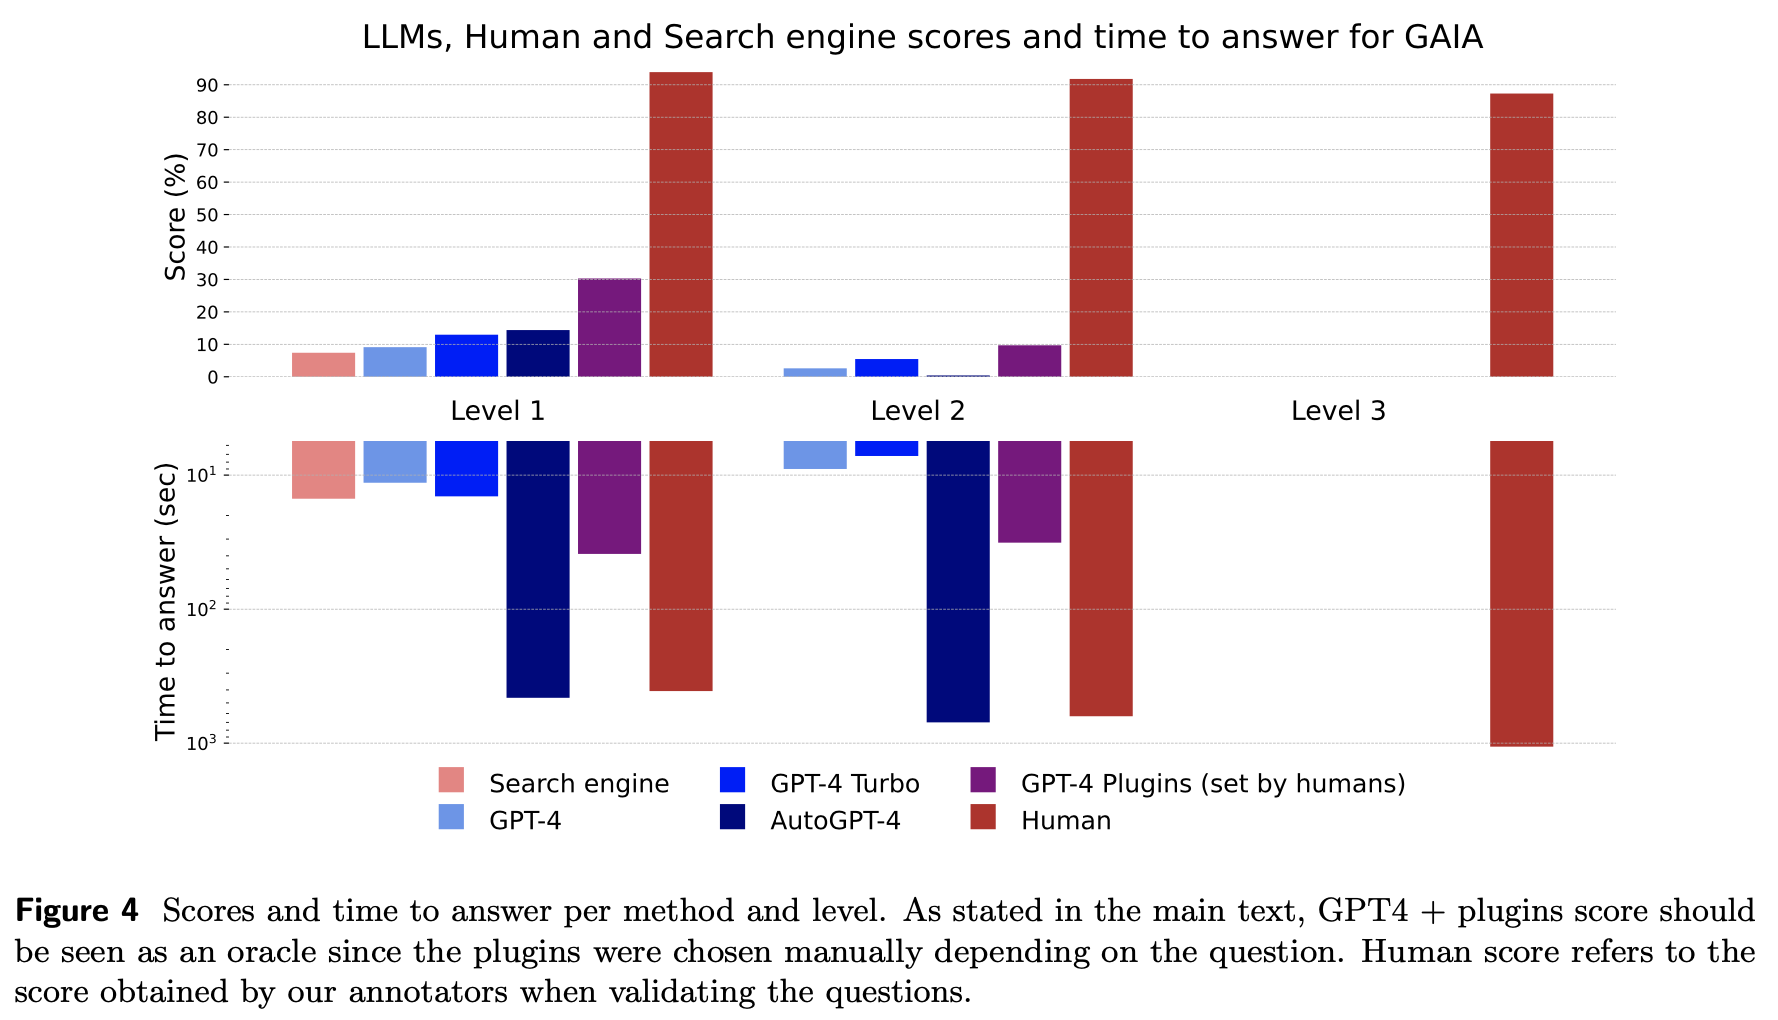 LLMs, Human and Search engine scores and time to answer for GAIA
Score (%)
90
80
70
60
50
40
30
20
10
0
Level 1
Level 2
Level 3
Time to answer (sec)
10¹
10²
10³
Search engine
GPT-4
GPT-4 Turbo
AutoGPT-4
GPT-4 Plugins (set by humans)
Human
Figure 4 Scores and time to answer per method and level. As stated in the main text, GPT4 + plugins score should
be seen as an oracle since the plugins were chosen manually depending on the question. Human score refers to the
score obtained by our annotators when validating the questions.